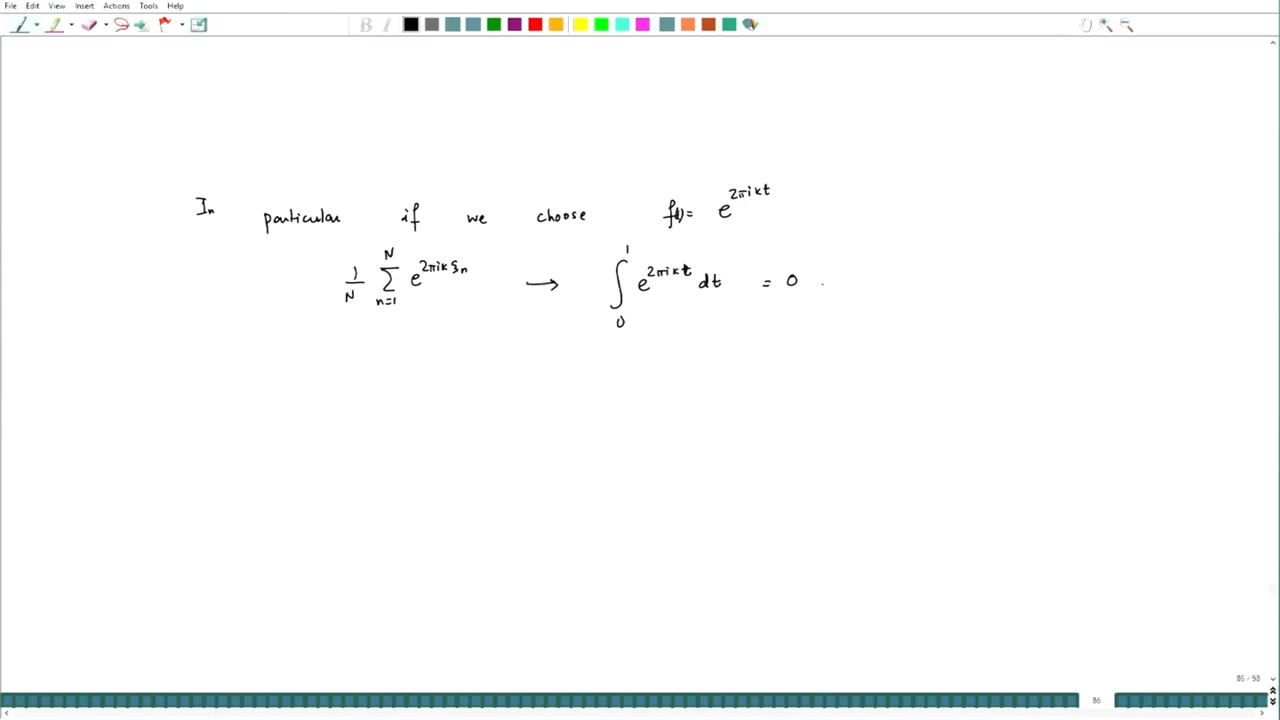 File Edit View Insert Actions Tools Help
B I
In particular if we choose f(t)= e^{2πikt}
1/N ∑_{n=1}^{N} e^{2πikξ_n} → ∫_0^1 e^{2πikt} dt = 0 .
86 / 98
86